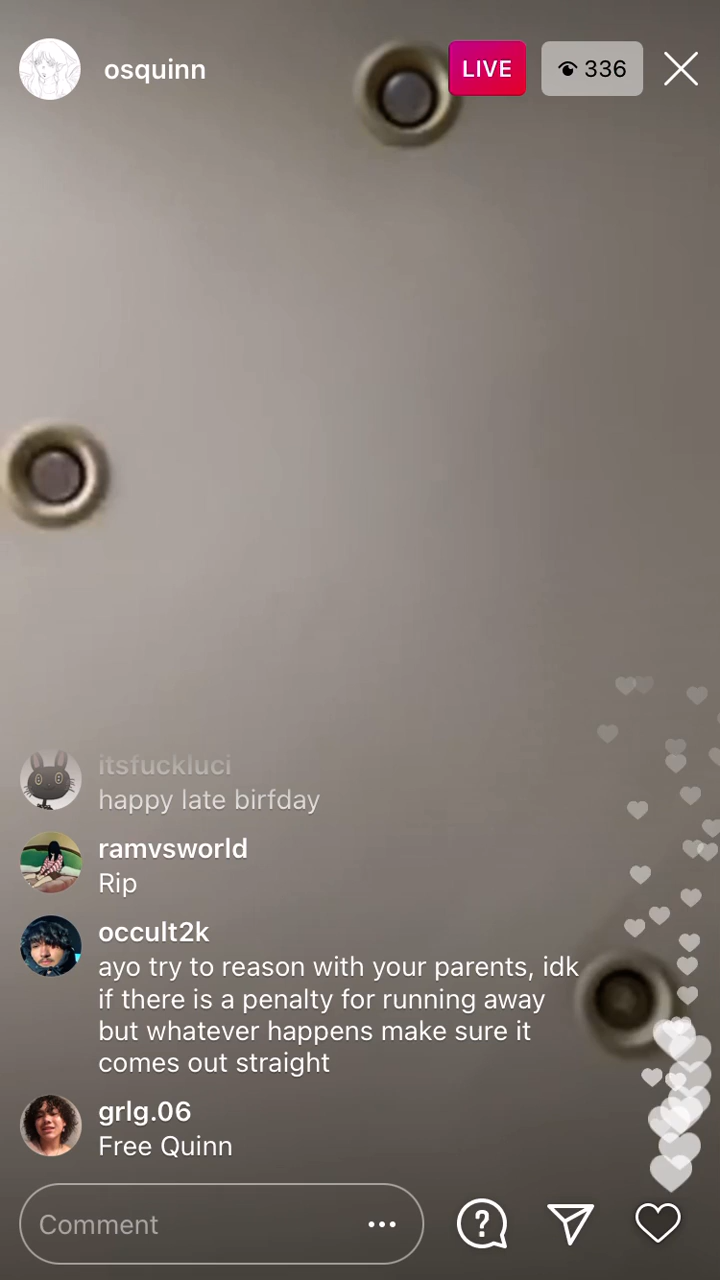 osquinn
LIVE
336
itsfuckluci
happy late birfday
ramvsworld
Rip
occult2k
ayo try to reason with your parents, idk
if there is a penalty for running away
but whatever happens make sure it
comes out straight
grlg.06
Free Quinn
Comment